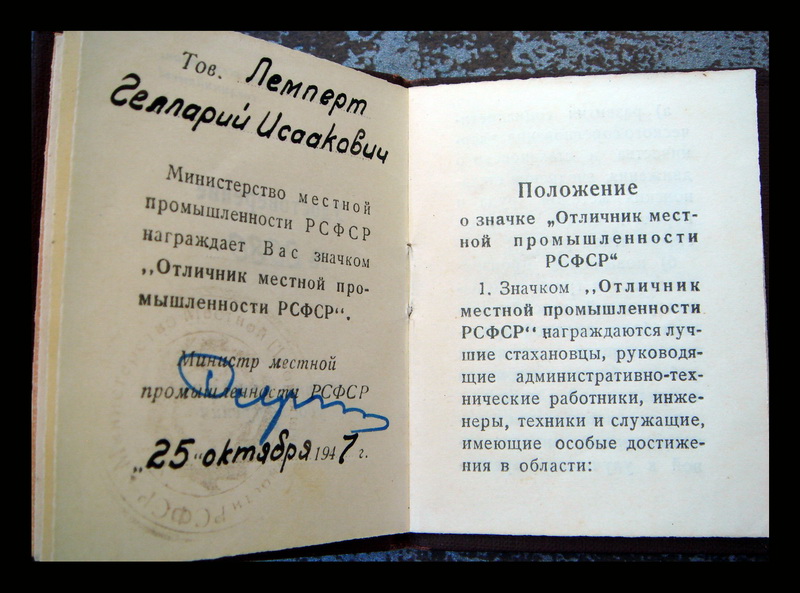 Тов. Лемперт
Гелларий Исаакович
Министерство местной
промышленности РСФСР
награждает Вас значком
„Отличник местной про-
мышленности РСФСР“.
Министр местной
промышленности РСФСР
„25“ октября 1947 г.
Положение
о значке „Отличник мест-
ной промышленности
РСФСР“
1. Значком „Отличник
местной промышленности
РСФСР“ награждаются луч-
шие стахановцы, руководя-
щие административно-тех-
нические работники, инже-
неры, техники и служащие,
имеющие особые достиже-
ния в области: